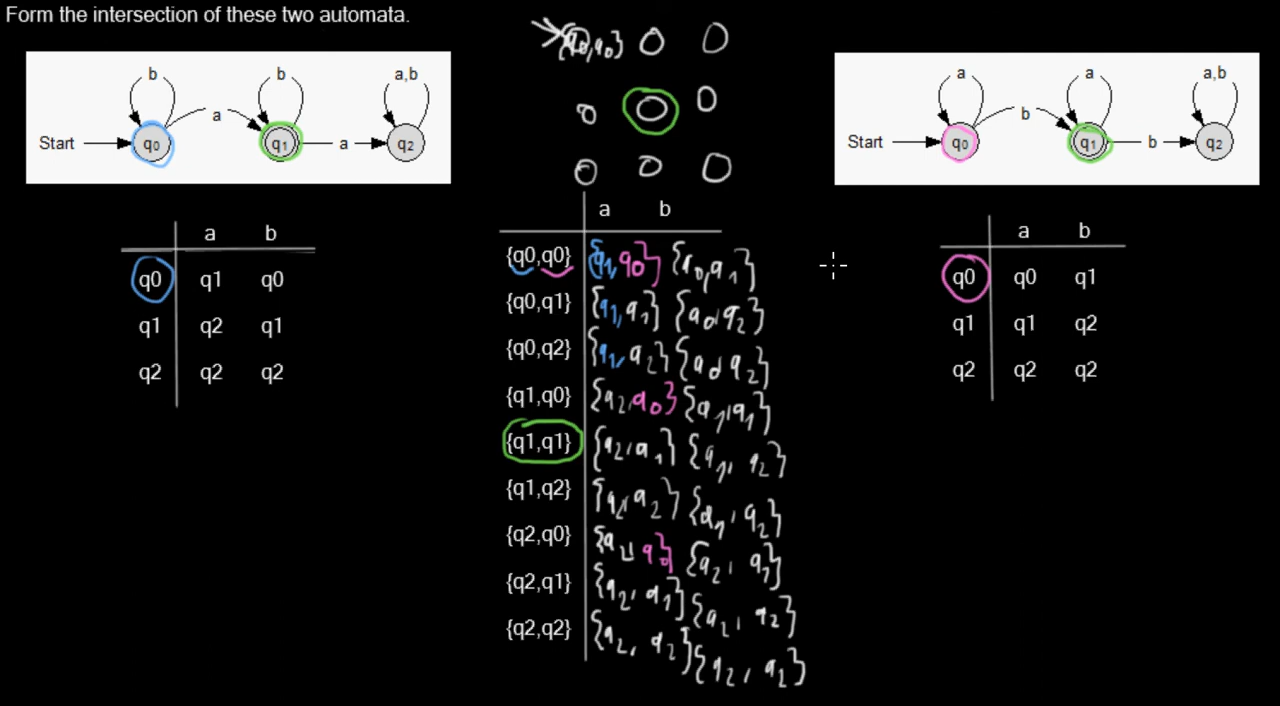 Form the intersection of these two automata.
{q0,q0}
b b a,b
a
Start q0 q1 a q2
a a a,b
b
Start q0 q1 b q2
a b
q0 q1 q0
q1 q2 q1
q2 q2 q2
a b
{q0,q0} {q1,q0} {q0,q1}
{q0,q1} {q1,q1} {q0,q2}
{q0,q2} {q1,q2} {q0,q2}
{q1,q0} {q2,q0} {q1,q1}
{q1,q1} {q2,q1} {q1,q2}
{q1,q2} {q2,q2} {q1,q2}
{q2,q0} {q2,q0} {q2,q1}
{q2,q1} {q2,q1} {q2,q2}
{q2,q2} {q2,q2} {q2,q2}
a b
q0 q0 q1
q1 q1 q2
q2 q2 q2